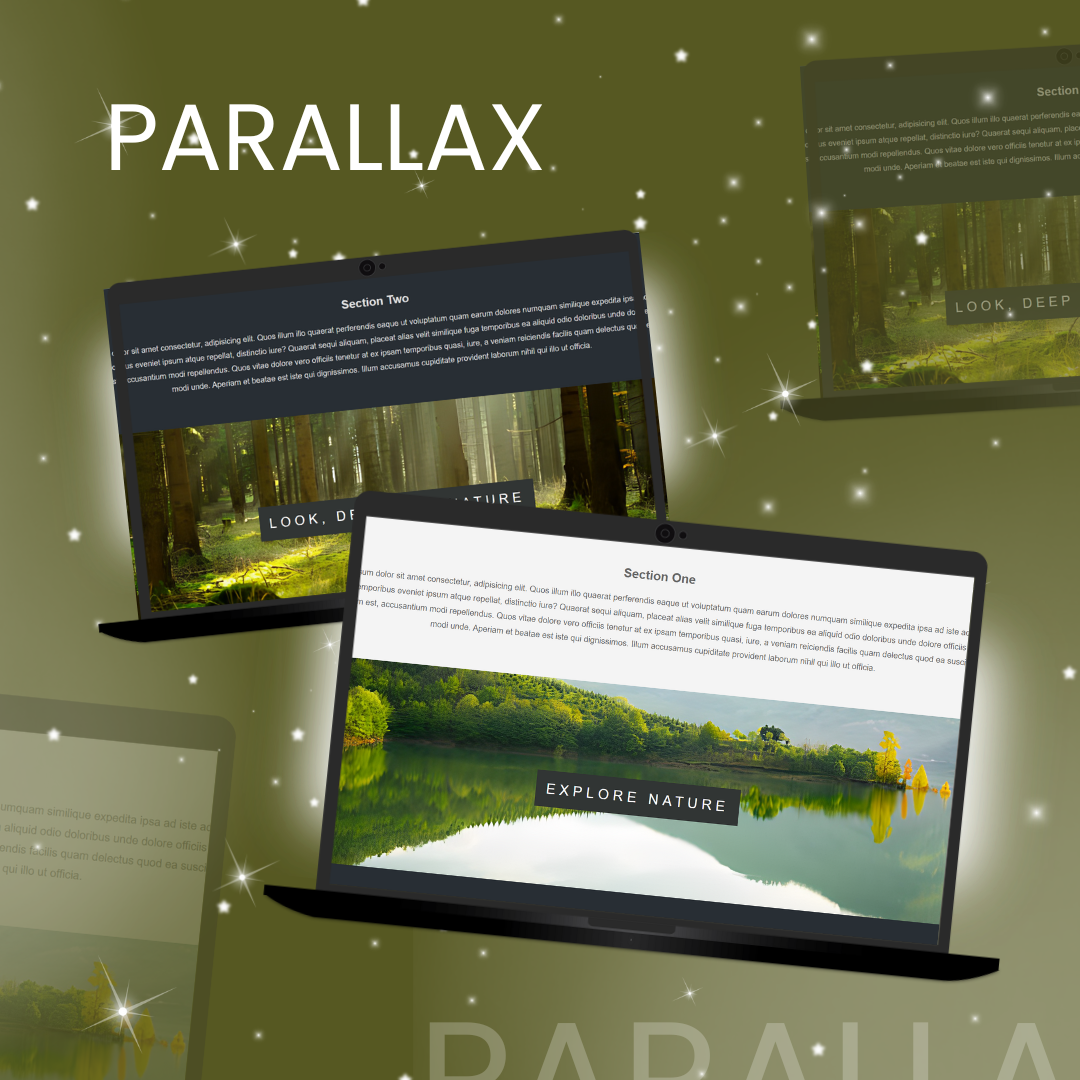 PARALLAX
Section
or sit amet consectetur, adipisicing elit. Quos illum illo quaerat perferendis
us eveniet ipsum atque repellat, distinctio iure? Quaerat sequi aliquam,
ccusantium modi repellendus. Quos vitae dolore vero officiis tenetur at ex
modi unde. Aperiam et beatae est iste qui dignissimos. Illum
LOOK, DEEP
Section Two
or sit amet consectetur, adipisicing elit. Quos illum illo quaerat perferendis eaque ut voluptatum quam earum dolores numquam similique expedita ips
us eveniet ipsum atque repellat, distinctio iure? Quaerat sequi aliquam, placeat alias velit similique fuga temporibus ea aliquid odio doloribus unde do
ccusantium modi repellendus. Quos vitae dolore vero officiis tenetur at ex ipsam temporibus quasi, iure, a veniam reiciendis facilis quam delectus qu
modi unde. Aperiam et beatae est iste qui dignissimos. Illum accusamus cupiditate provident laborum nihil qui illo ut officia.
LOOK, DE ATURE
Section One
um dolor sit amet consectetur, adipisicing elit. Quos illum illo quaerat perferendis eaque ut voluptatum quam earum dolores numquam similique expedita ipsa ad iste ad
emporibus eveniet ipsum atque repellat, distinctio iure? Quaerat sequi aliquam, placeat alias velit similique fuga temporibus ea aliquid odio doloribus unde dolore officiis
m est, accusantium modi repellendus. Quos vitae dolore vero officiis tenetur at ex ipsam temporibus quasi, iure, a veniam reiciendis facilis quam delectus quod ea susci
modi unde. Aperiam et beatae est iste qui dignissimos. Illum accusamus cupiditate provident laborum nihil qui illo ut officia.
EXPLORE NATURE
umquam similique expedita ipsa ad iste ad
aliquid odio doloribus unde dolore officiis
endis facilis quam delectus quod ea susci
qui illo ut officia.
PARALLA